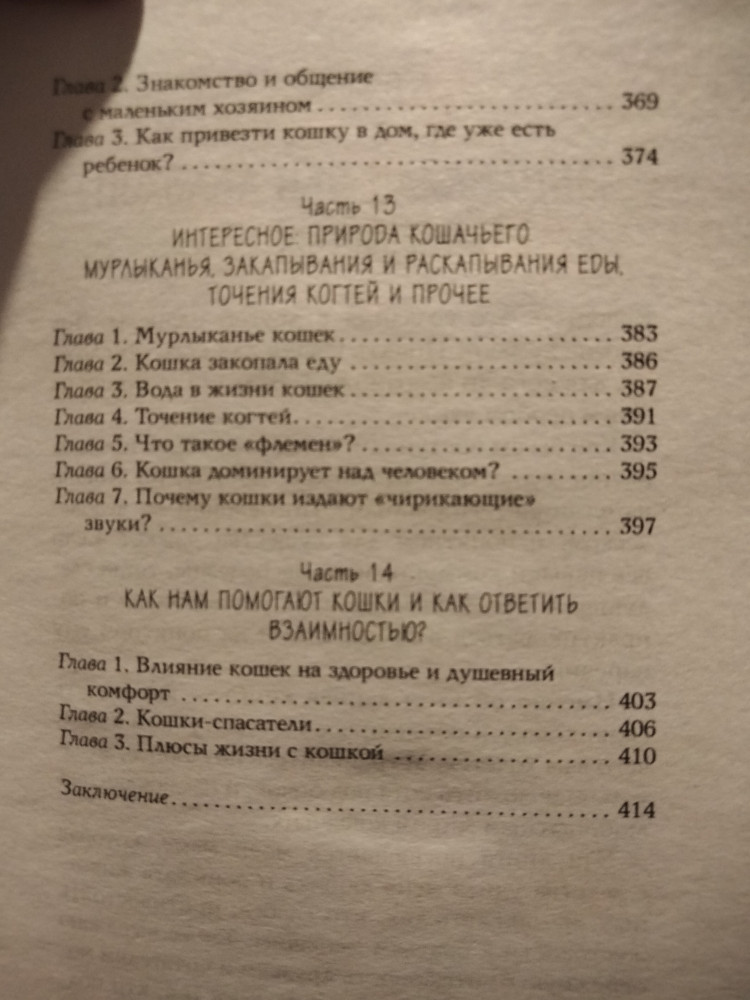 Глава 2. Знакомство и общение
с маленьким хозяином........................... 369
Глава 3. Как привезти кошку в дом, где уже есть
ребенок?....................................... 374
Часть 13
ИНТЕРЕСНОЕ: ПРИРОДА КОШАЧЬЕГО
МУРЛЫКАНЬЯ, ЗАКАПЫВАНИЯ И РАСКАПЫВАНИЯ ЕДЫ,
ТОЧЕНИЯ КОГТЕЙ И ПРОЧЕЕ
Глава 1. Мурлыканье кошек......................... 383
Глава 2. Кошка закопала еду ........................ 386
Глава 3. Вода в жизни кошек........................ 387
Глава 4. Точение когтей............................. 391
Глава 5. Что такое «флемен»? ...................... 393
Глава 6. Кошка доминирует над человеком? ......... 395
Глава 7. Почему кошки издают «чирикающие»
звуки? ......................................... 397
Часть 14
КАК НАМ ПОМОГАЮТ КОШКИ И КАК ОТВЕТИТЬ
ВЗАИМНОСТЬЮ?
Глава 1. Влияние кошек на здоровье и душевный
комфорт ....................................... 403
Глава 2. Кошки-спасатели........................... 406
Глава 3. Плюсы жизни с кошкой .................... 410
Заключение........................................ 414